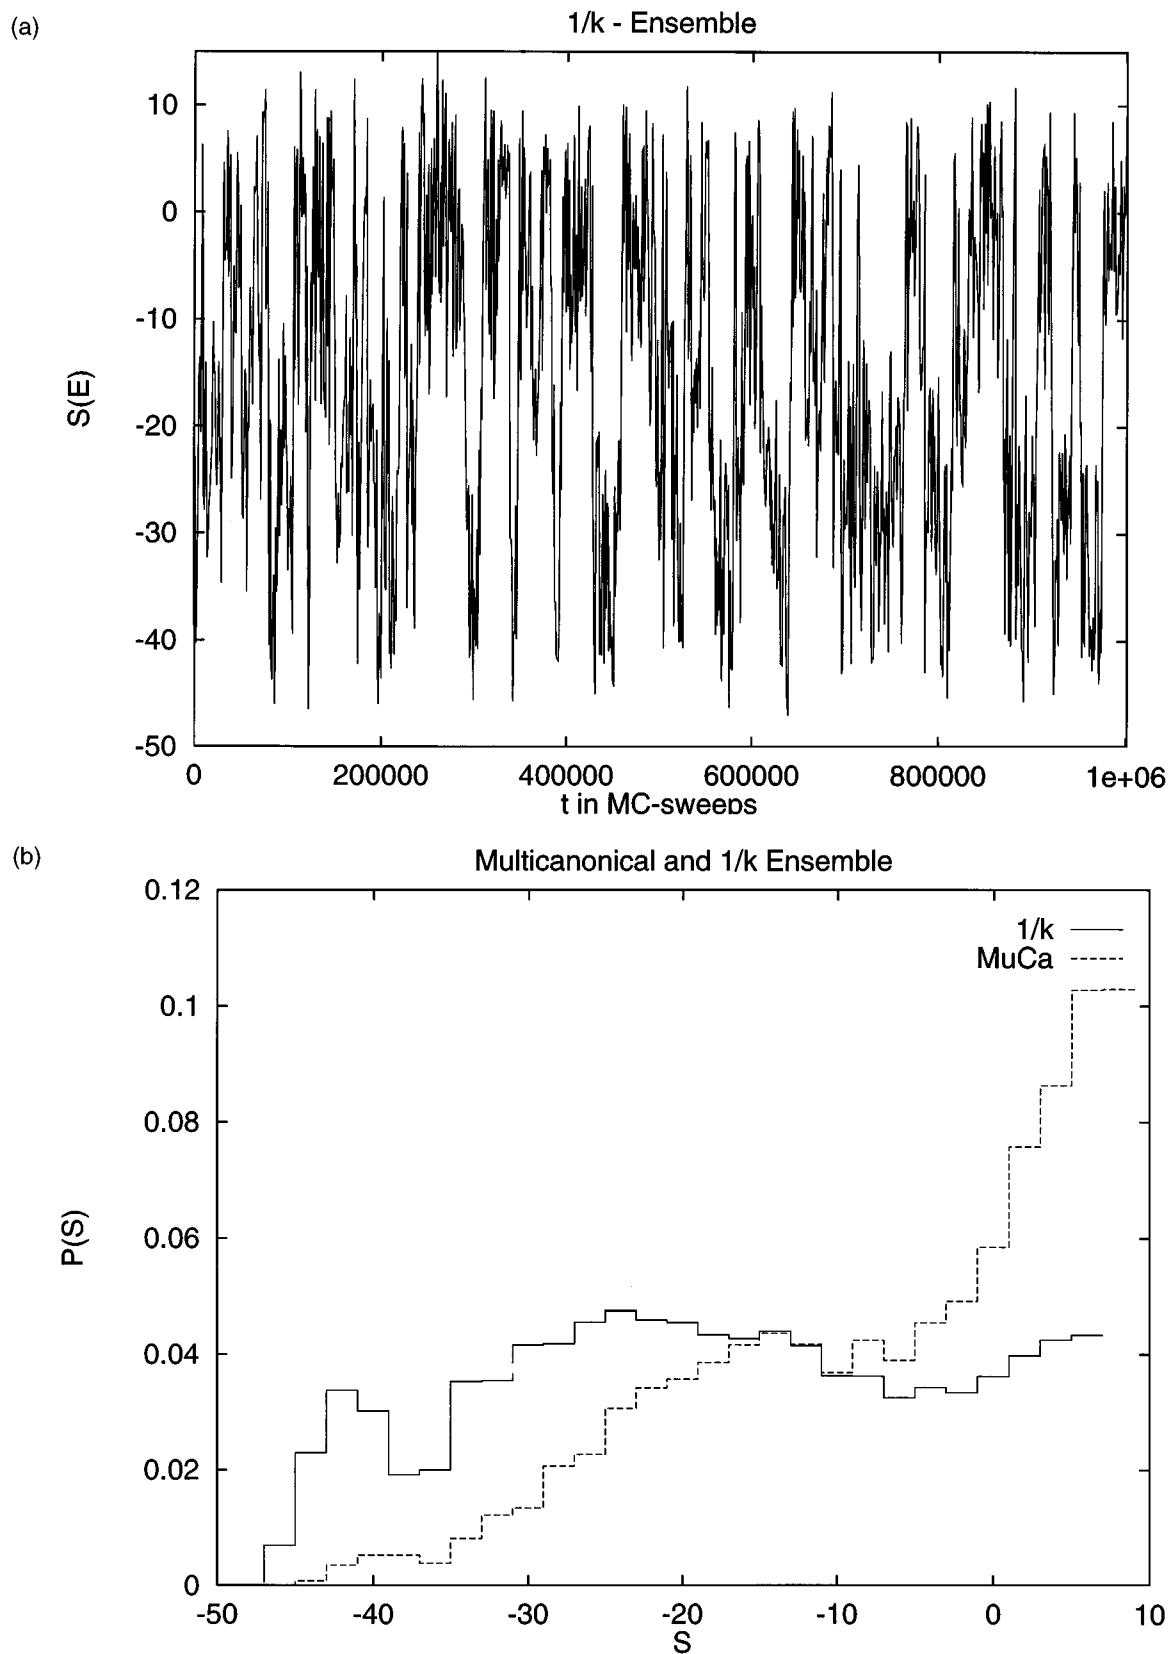 (a)
1/k - Ensemble
10
0
-10
-20
-30
-40
-50
S(E)
0 200000 400000 600000 800000 1e+06
t in MC-sweeps
(b)
Multicanonical and 1/k Ensemble
0.12
0.1
0.08
0.06
0.04
0.02
0
P(S)
1/k
MuCa
-50 -40 -30 -20 -10 0 10
S